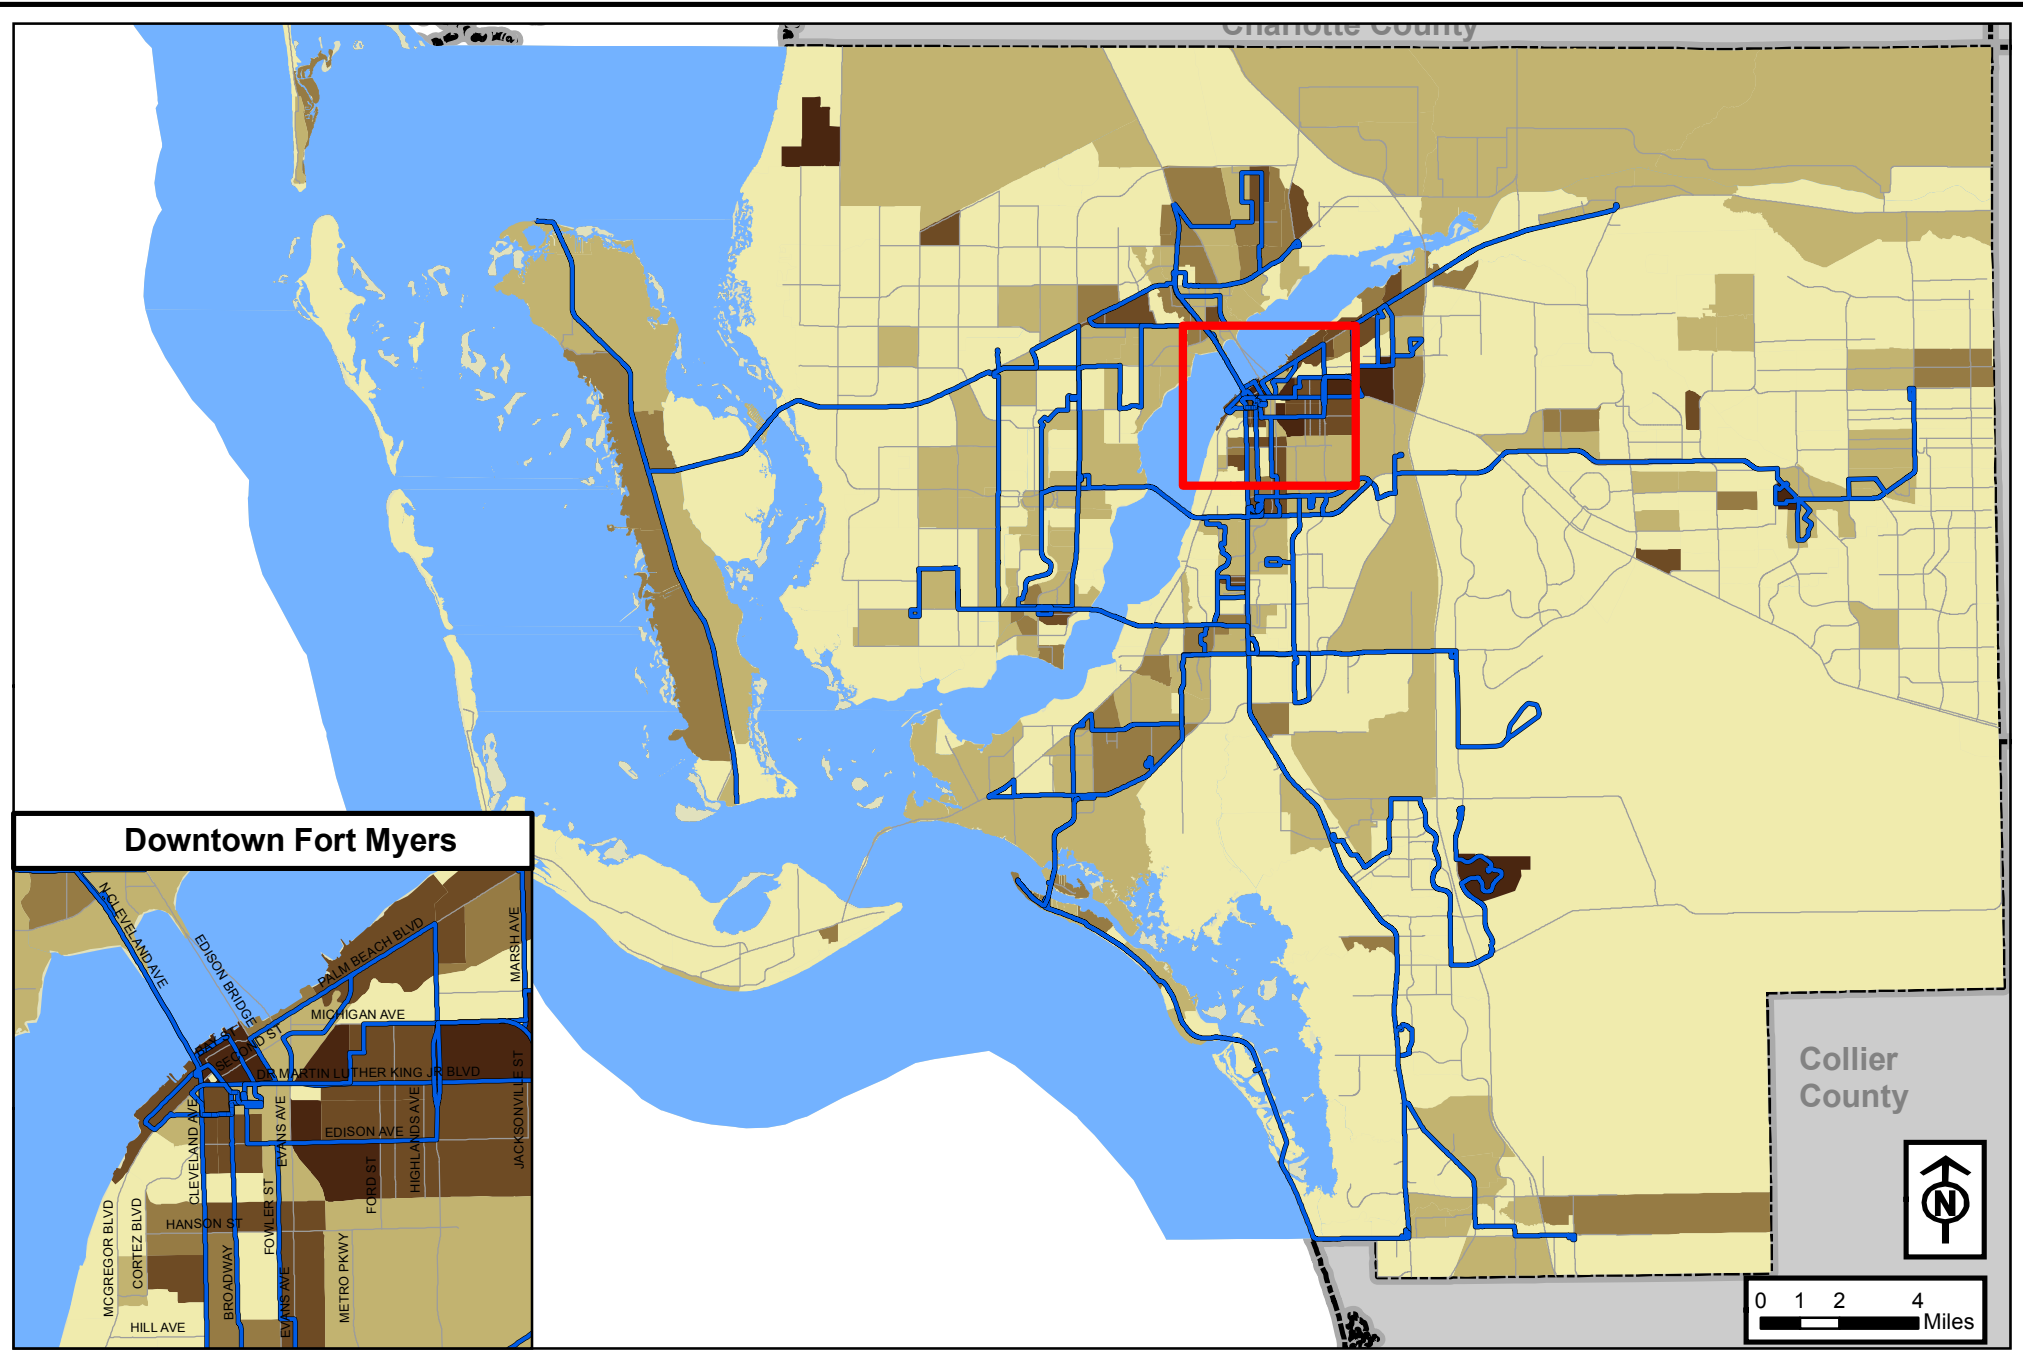 Charlotte County
Downtown Fort Myers
N CLEVELAND AVE
EDISON BRIDGE
PALM BEACH BLVD
MARSH AVE
MICHIGAN AVE
BAY ST
SECOND ST
DR MARTIN LUTHER KING JR BLVD
CLEVELAND AVE
EVANS AVE
EDISON AVE
FORD ST
HIGHLANDS AVE
JACKSONVILLE ST
MCGREGOR BLVD
CORTEZ BLVD
HANSON ST
FOWLER ST
BROADWAY
EVANS AVE
METRO PKWY
HILL AVE
Collier
County
N
0 1 2 4
Miles